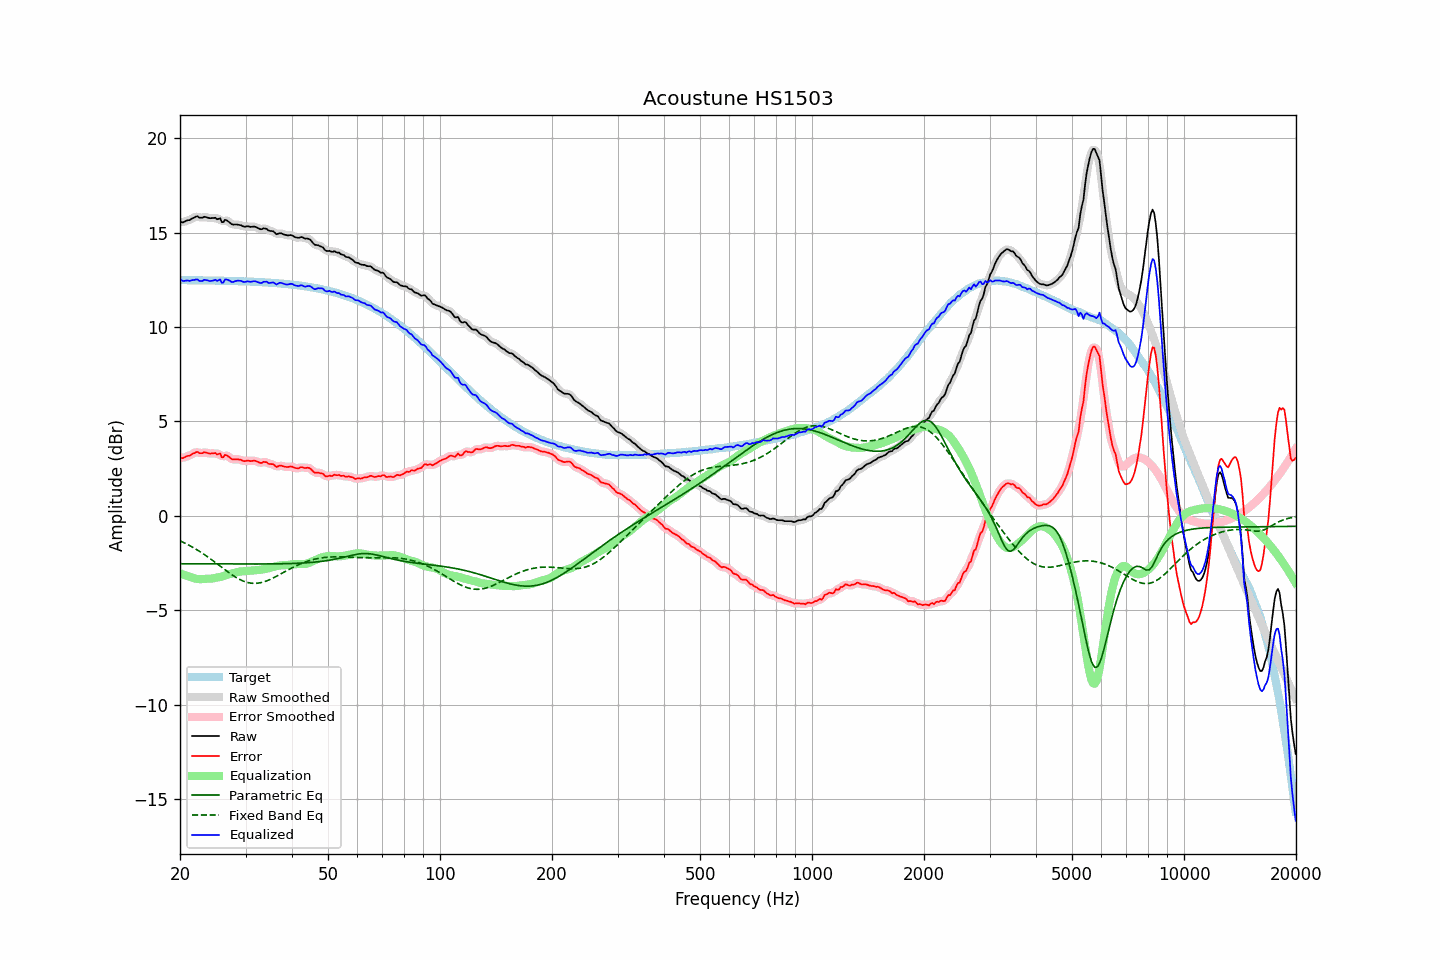 Acoustune HS1503
20
15
10
5
0
−5
−10
−15
Amplitude (dBr)
Target
Raw Smoothed
Error Smoothed
Raw
Error
Equalization
Parametric Eq
Fixed Band Eq
Equalized
20 50 100 200 500 1000 2000 5000 10000 20000
Frequency (Hz)